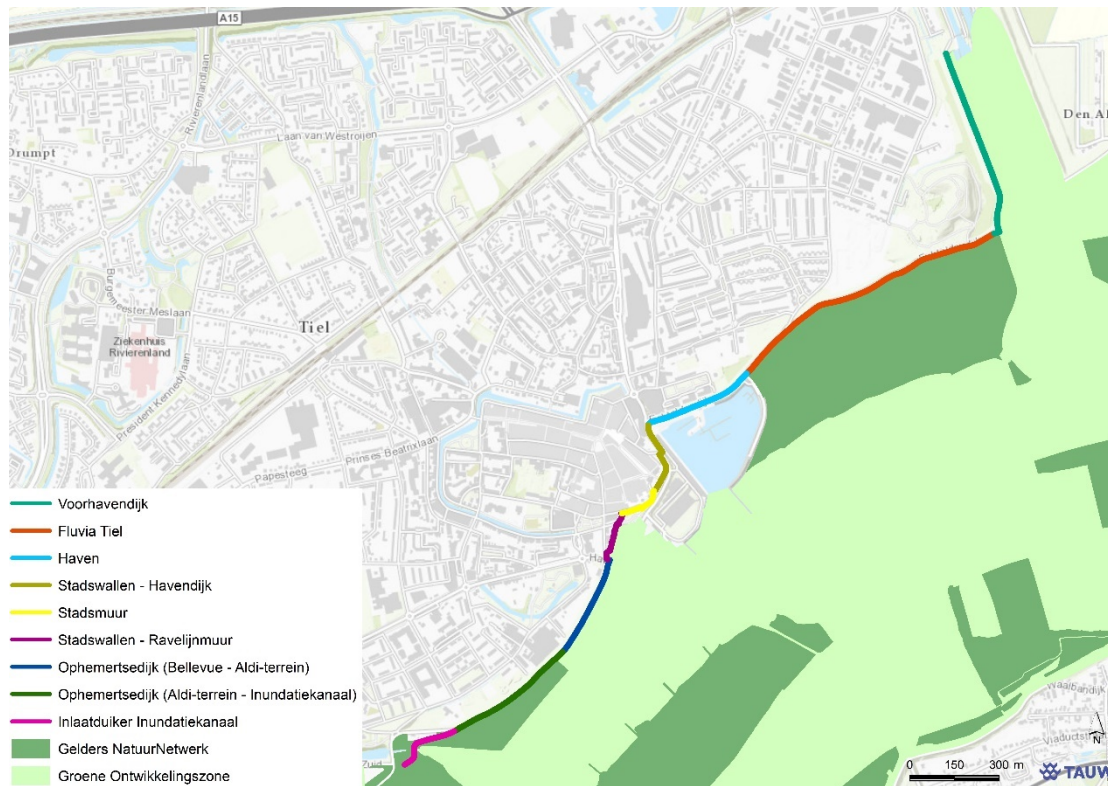 A15
Rivierenlandlaan
Laan van Westroijen
Drumpt
Den A
Burgemeester Meslaan
Tiel
Ziekenhuis
Rivierenland
President Kennedylaan
Prinses Beatrixlaan
Papesteeg
Ha
Voorhavendijk
Fluvia Tiel
Haven
Stadswallen - Havendijk
Stadsmuur
Stadswallen - Ravelijnmuur
Ophemertsedijk (Bellevue - Aldi-terrein)
Ophemertsedijk (Aldi-terrein - Inundatiekanaal)
Inlaatduiker Inundatiekanaal
Gelders NatuurNetwerk
Groene Ontwikkelingszone
Zuid
Waalbandijk
Viaductstr
N
0 150 300 m
TAUW